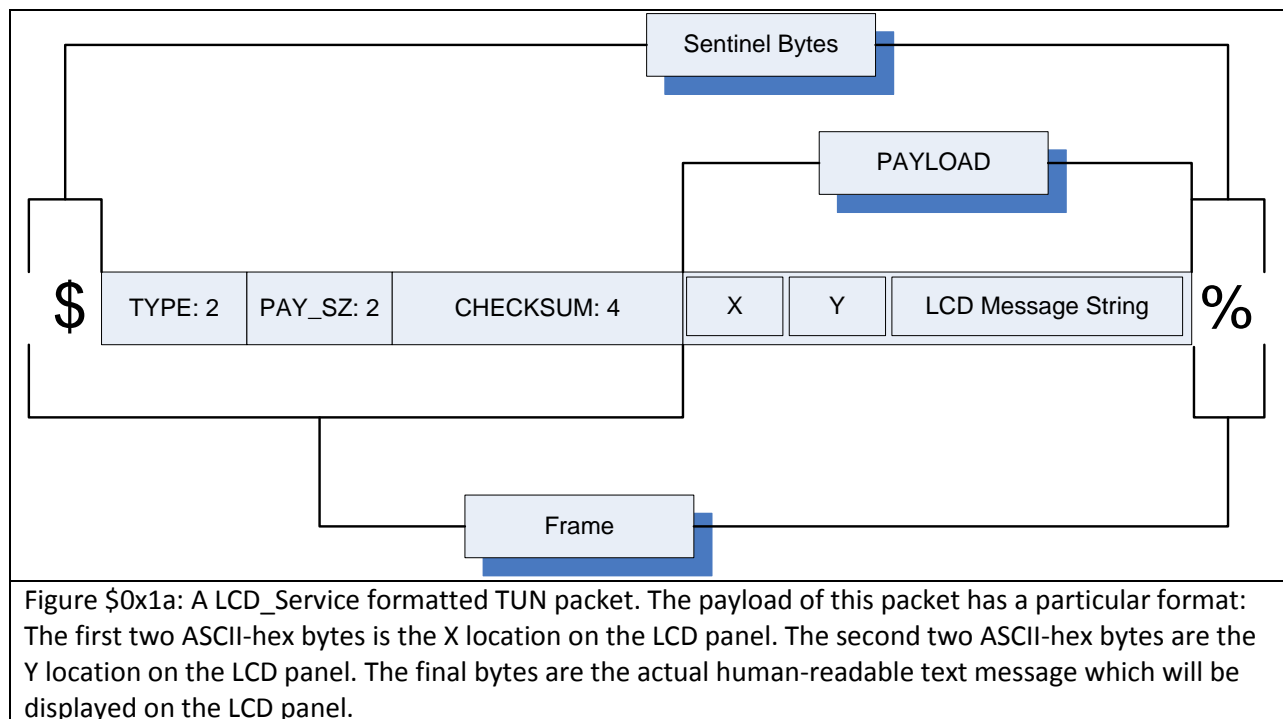 Sentinel Bytes
PAYLOAD
$ TYPE: 2 PAY_SZ: 2 CHECKSUM: 4 X Y LCD Message String %
Frame
Figure $0x1a: A LCD_Service formatted TUN packet. The payload of this packet has a particular format:
The first two ASCII-hex bytes is the X location on the LCD panel. The second two ASCII-hex bytes are the
Y location on the LCD panel. The final bytes are the actual human-readable text message which will be
displayed on the LCD panel.